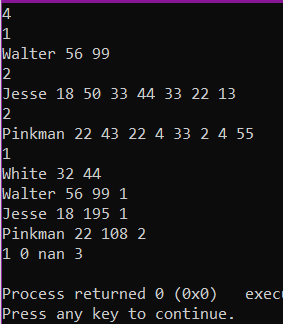 4
1
Walter 56 99
2
Jesse 18 50 33 44 33 22 13
2
Pinkman 22 43 22 4 33 2 4 55
1
White 32 44
Walter 56 99 1
Jesse 18 195 1
Pinkman 22 108 2
1 0 nan 3
Process returned 0 (0x0)   execu
Press any key to continue.